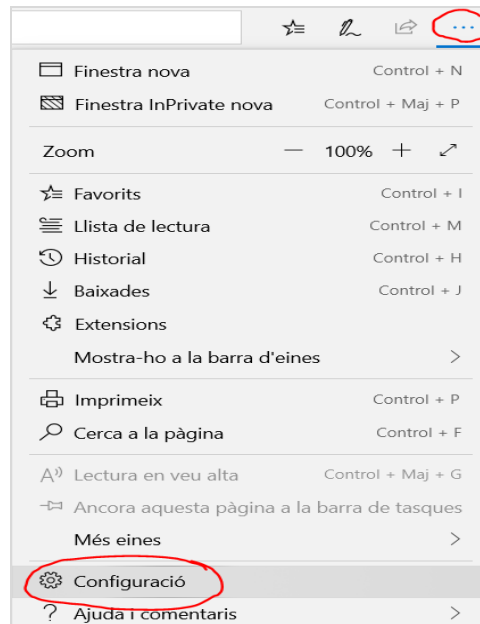 Finestra nova Control + N
Finestra InPrivate nova Control + Maj + P
Zoom — 100% +
Favorits Control + I
Llista de lectura Control + M
Historial Control + H
Baixades Control + J
Extensions
Mostra-ho a la barra d'eines
Imprimeix Control + P
Cerca a la pàgina Control + F
Lectura en veu alta Control + Maj + G
Ancora aquesta pàgina a la barra de tasques
Més eines
Configuració
Ajuda i comentaris